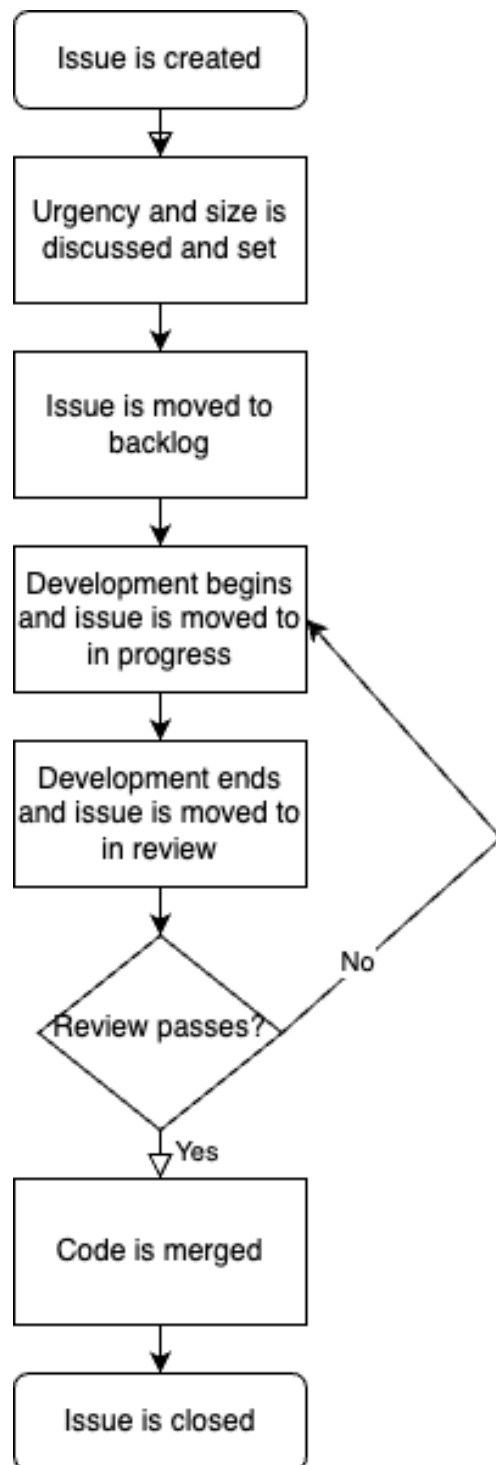 Issue is created
Urgency and size is
discussed and set
Issue is moved to
backlog
Development begins
and issue is moved to
in progress
Development ends
and issue is moved to
in review
No
Review passes?
Yes
Code is merged
Issue is closed